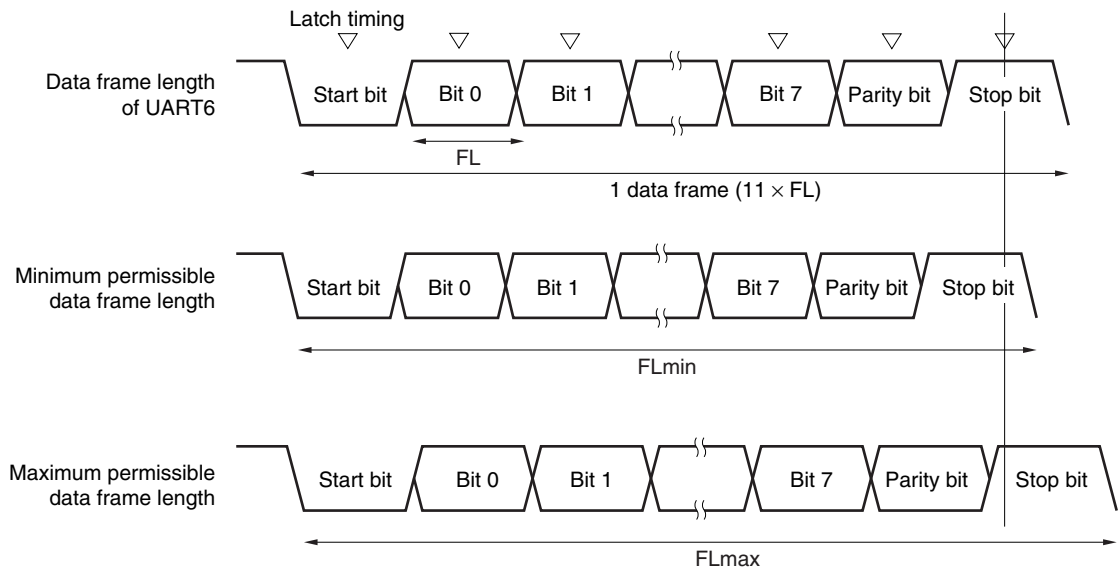 Latch timing
Data frame length
of UART6
Start bit
Bit 0
Bit 1
Bit 7
Parity bit
Stop bit
FL
1 data frame (11 × FL)
Minimum permissible
data frame length
Start bit
Bit 0
Bit 1
Bit 7
Parity bit
Stop bit
FLmin
Maximum permissible
data frame length
Start bit
Bit 0
Bit 1
Bit 7
Parity bit
Stop bit
FLmax